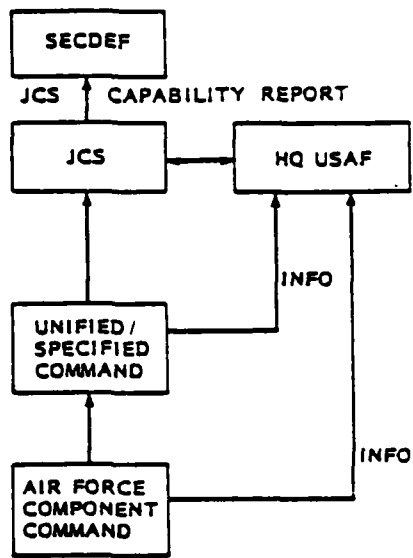 SECDEF
JCS CAPABILITY REPORT
JCS
HQ USAF
INFO
UNIFIED/
SPECIFIED
COMMAND
INFO
AIR FORCE
COMPONENT
COMMAND